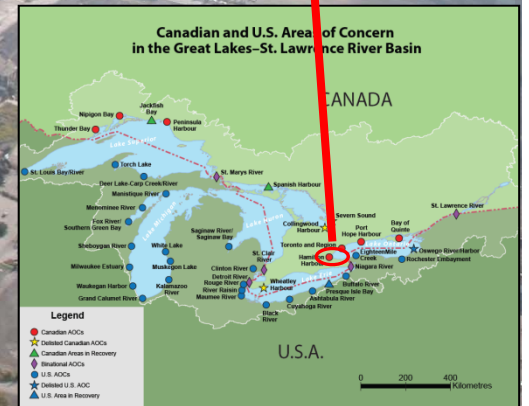 Canadian and U.S. Areas of Concern
in the Great Lakes–St. Lawrence River Basin
CANADA
Jackfish
Bay
Nipigon Bay
Peninsula
Harbour
Thunder Bay
Lake Superior
Torch Lake
St. Marys River
St. Louis Bay/River
Deer Lake-Carp Creek/River
Spanish Harbour
Manistique River
St. Lawrence River
Menominee River
Severn Sound
Collingwood
Harbour
Bay of
Quinte
Port
Hope Harbour
Fox River/
Southern Green Bay
Lake Michigan
Lake Huron
Saginaw River/
Saginaw Bay
Toronto and Region
Lake
Sheboygan River
White Lake
St. Clair
River
Hamilton
Harbour
Eighteenmile
Creek
Oswego River/Harbor
Rochester Embayment
Milwaukee Estuary
Muskegon Lake
Clinton River
Niagara River
Detroit River
Rouge River
River Raisin
Maumee River
Wheatley
Harbour
Lake Erie
Buffalo River
Waukegan Harbor
Kalamazoo
River
Presque Isle Bay
Grand Calumet River
Ashtabula River
Cuyahoga River
Black
River
U.S.A.
Legend
Canadian AOCs
Delisted Canadian AOCs
Canadian Areas in Recovery
Binational AOCs
U.S. AOCs
Delisted U.S. AOC
U.S. Area in Recovery
0 200 400
Kilometres